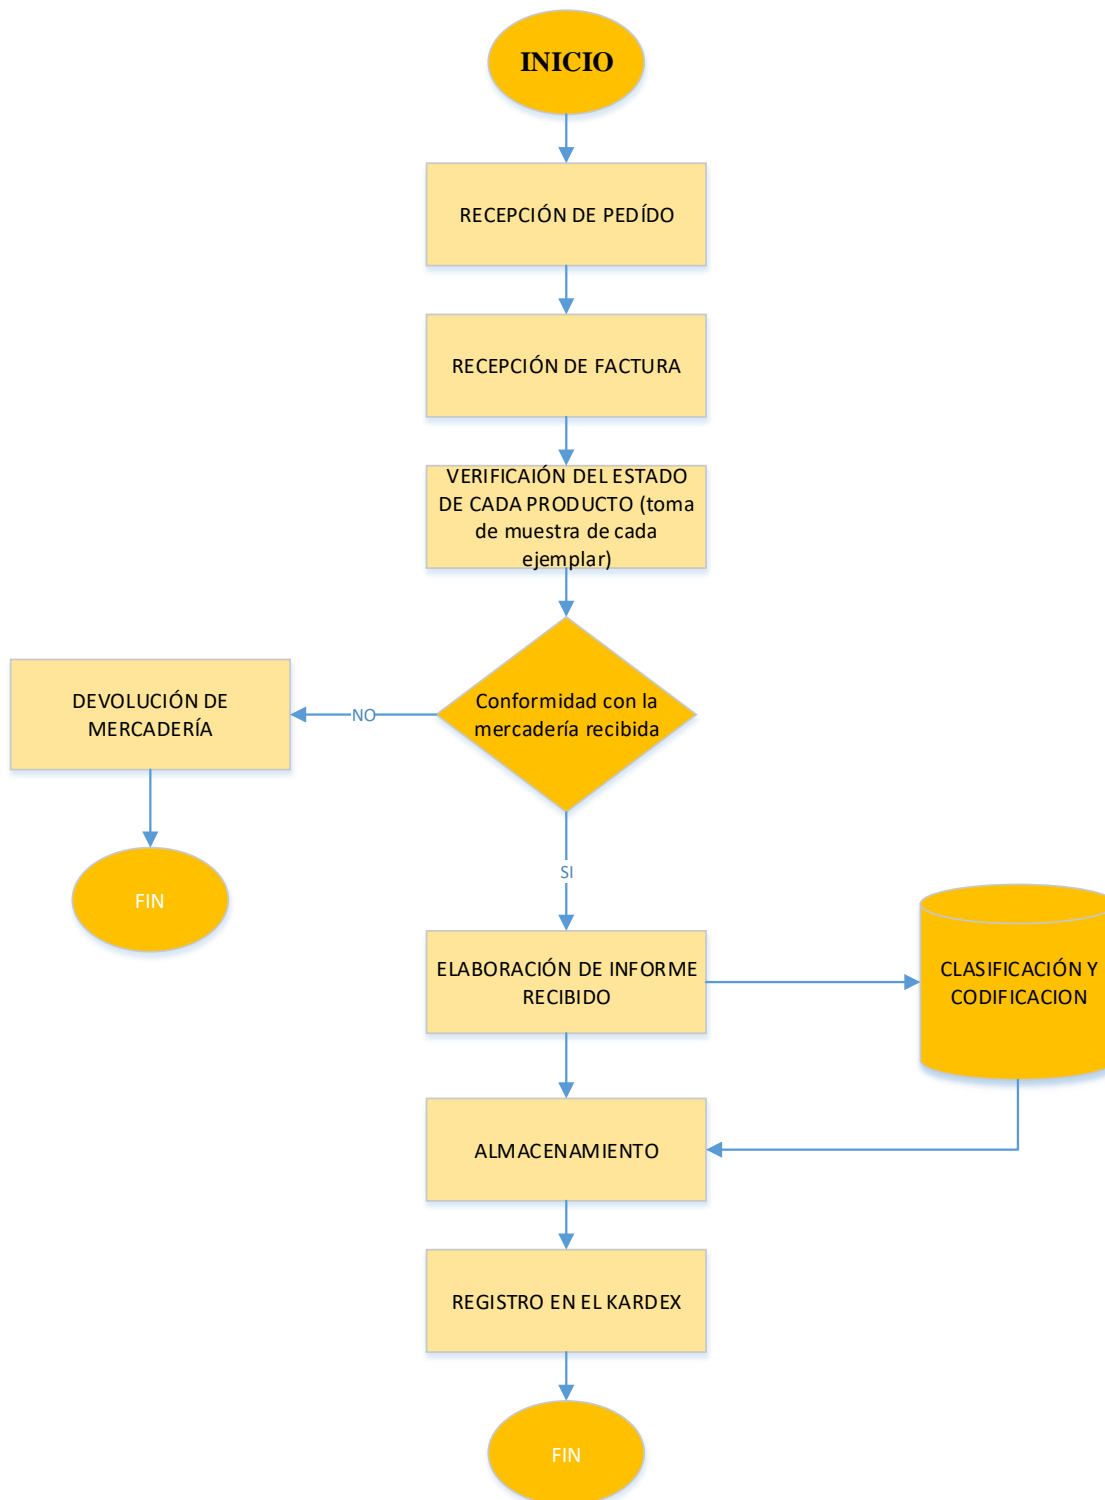 INICIO
RECEPCIÓN DE PEDÍDO
RECEPCIÓN DE FACTURA
VERIFICAIÓN DEL ESTADO
DE CADA PRODUCTO (toma
de muestra de cada
ejemplar)
Conformidad con la
mercadería recibida
NO
DEVOLUCIÓN DE
MERCADERÍA
FIN
SI
ELABORACIÓN DE INFORME
RECIBIDO
CLASIFICACIÓN Y
CODIFICACION
ALMACENAMIENTO
REGISTRO EN EL KARDEX
FIN